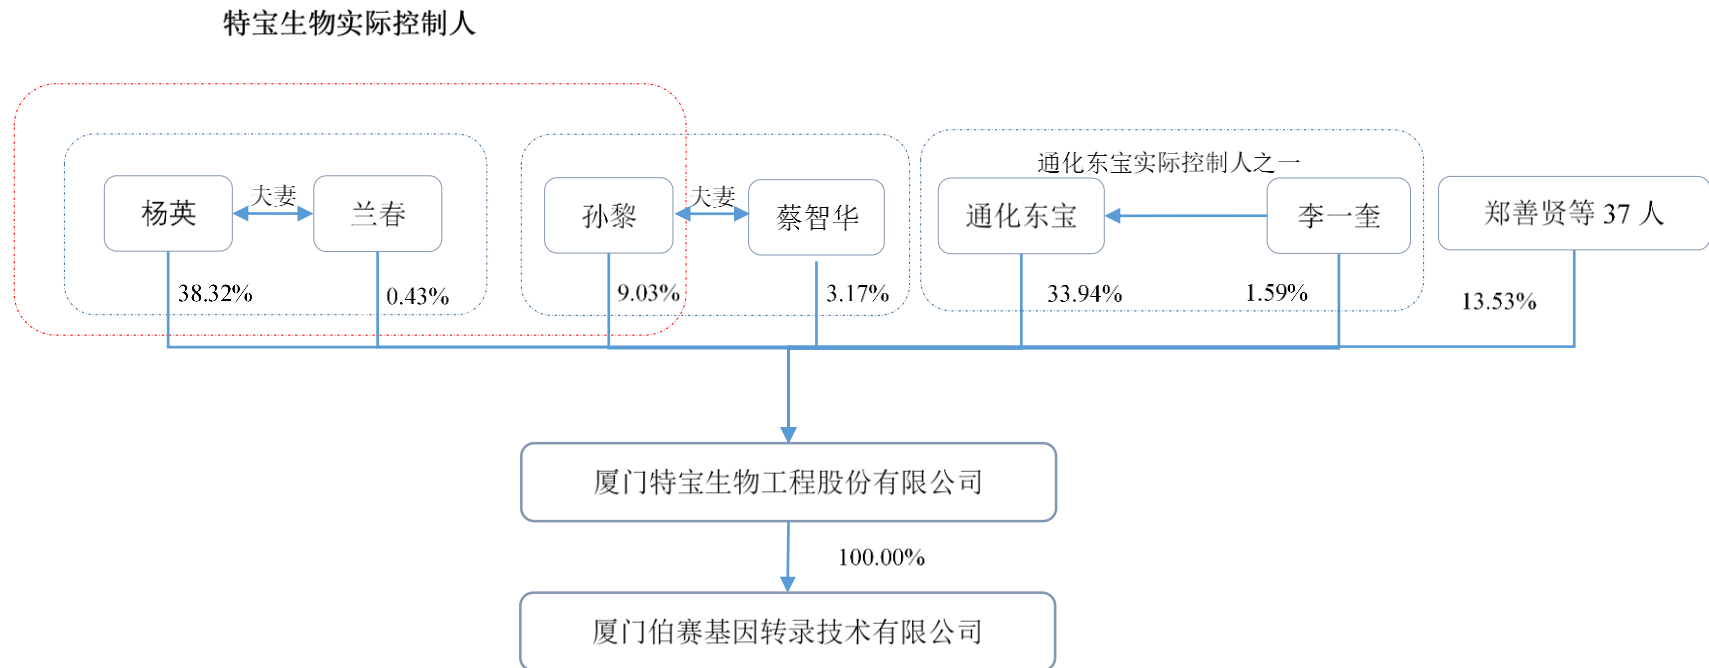 特宝生物实际控制人
通化东宝实际控制人之一
杨英
夫妻
兰春
孙黎
夫妻
蔡智华
通化东宝
李一奎
郑善贤等 37 人
38.32%
0.43%
9.03%
3.17%
33.94%
1.59%
13.53%
厦门特宝生物工程股份有限公司
100.00%
厦门伯赛基因转录技术有限公司